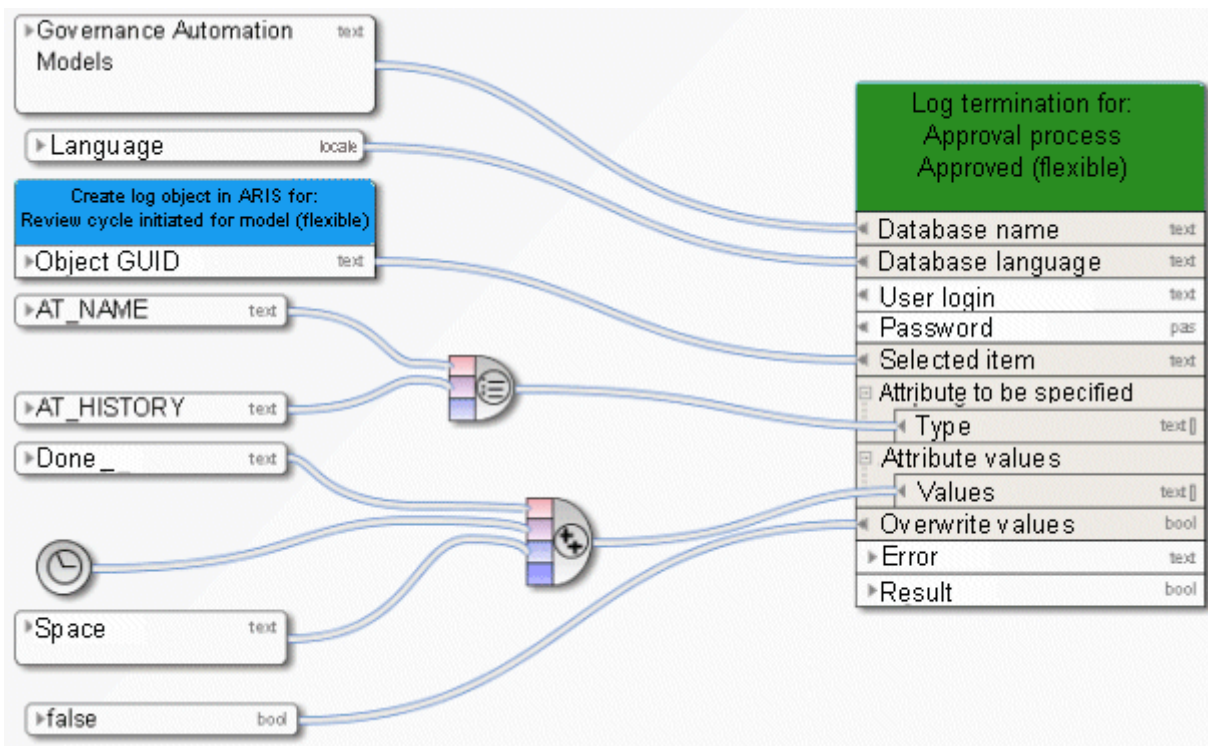 Governance Automation text
Models
Language locale
Create log object in ARIS for:
Review cycle initiated for model (flexible)
Object GUID text
AT_NAME text
AT_HISTORY text
Done_ _ text
Space text
false bool
Log termination for:
Approval process
Approved (flexible)
Database name text
Database language text
User login text
Password pas
Selected item text
Attribute to be specified
Type text[]
Attribute values
Values text[]
Overwrite values bool
Error text
Result bool